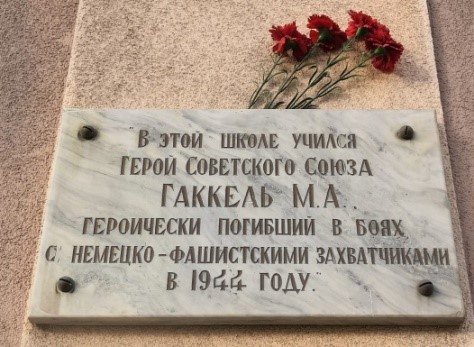 В этой школе учился
Герой Советского Союза
Гаккель М.А.
героически погибший в боях
с немецко-фашистскими захватчиками
в 1944 году.